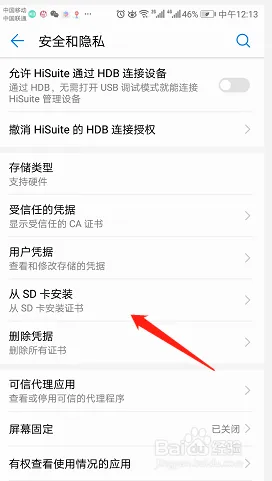 中国移动
中国联通
46% 中午12:13
安全和隐私
允许 HiSuite 通过 HDB 连接设备
通过 HDB，无需打开 USB 调试模式就能连接
HiSuite 管理设备
撤消 HiSuite 的 HDB 连接授权
存储类型
支持硬件
受信任的凭据
显示受信任的 CA 证书
用户凭据
查看和修改存储的凭据
从 SD 卡安装
从 SD 卡安装证书
删除凭据
删除所有证书
可信代理应用
查看或停用可信的代理程序
屏幕固定 已关闭
有权查看使用情况的应用
Baidu 经验